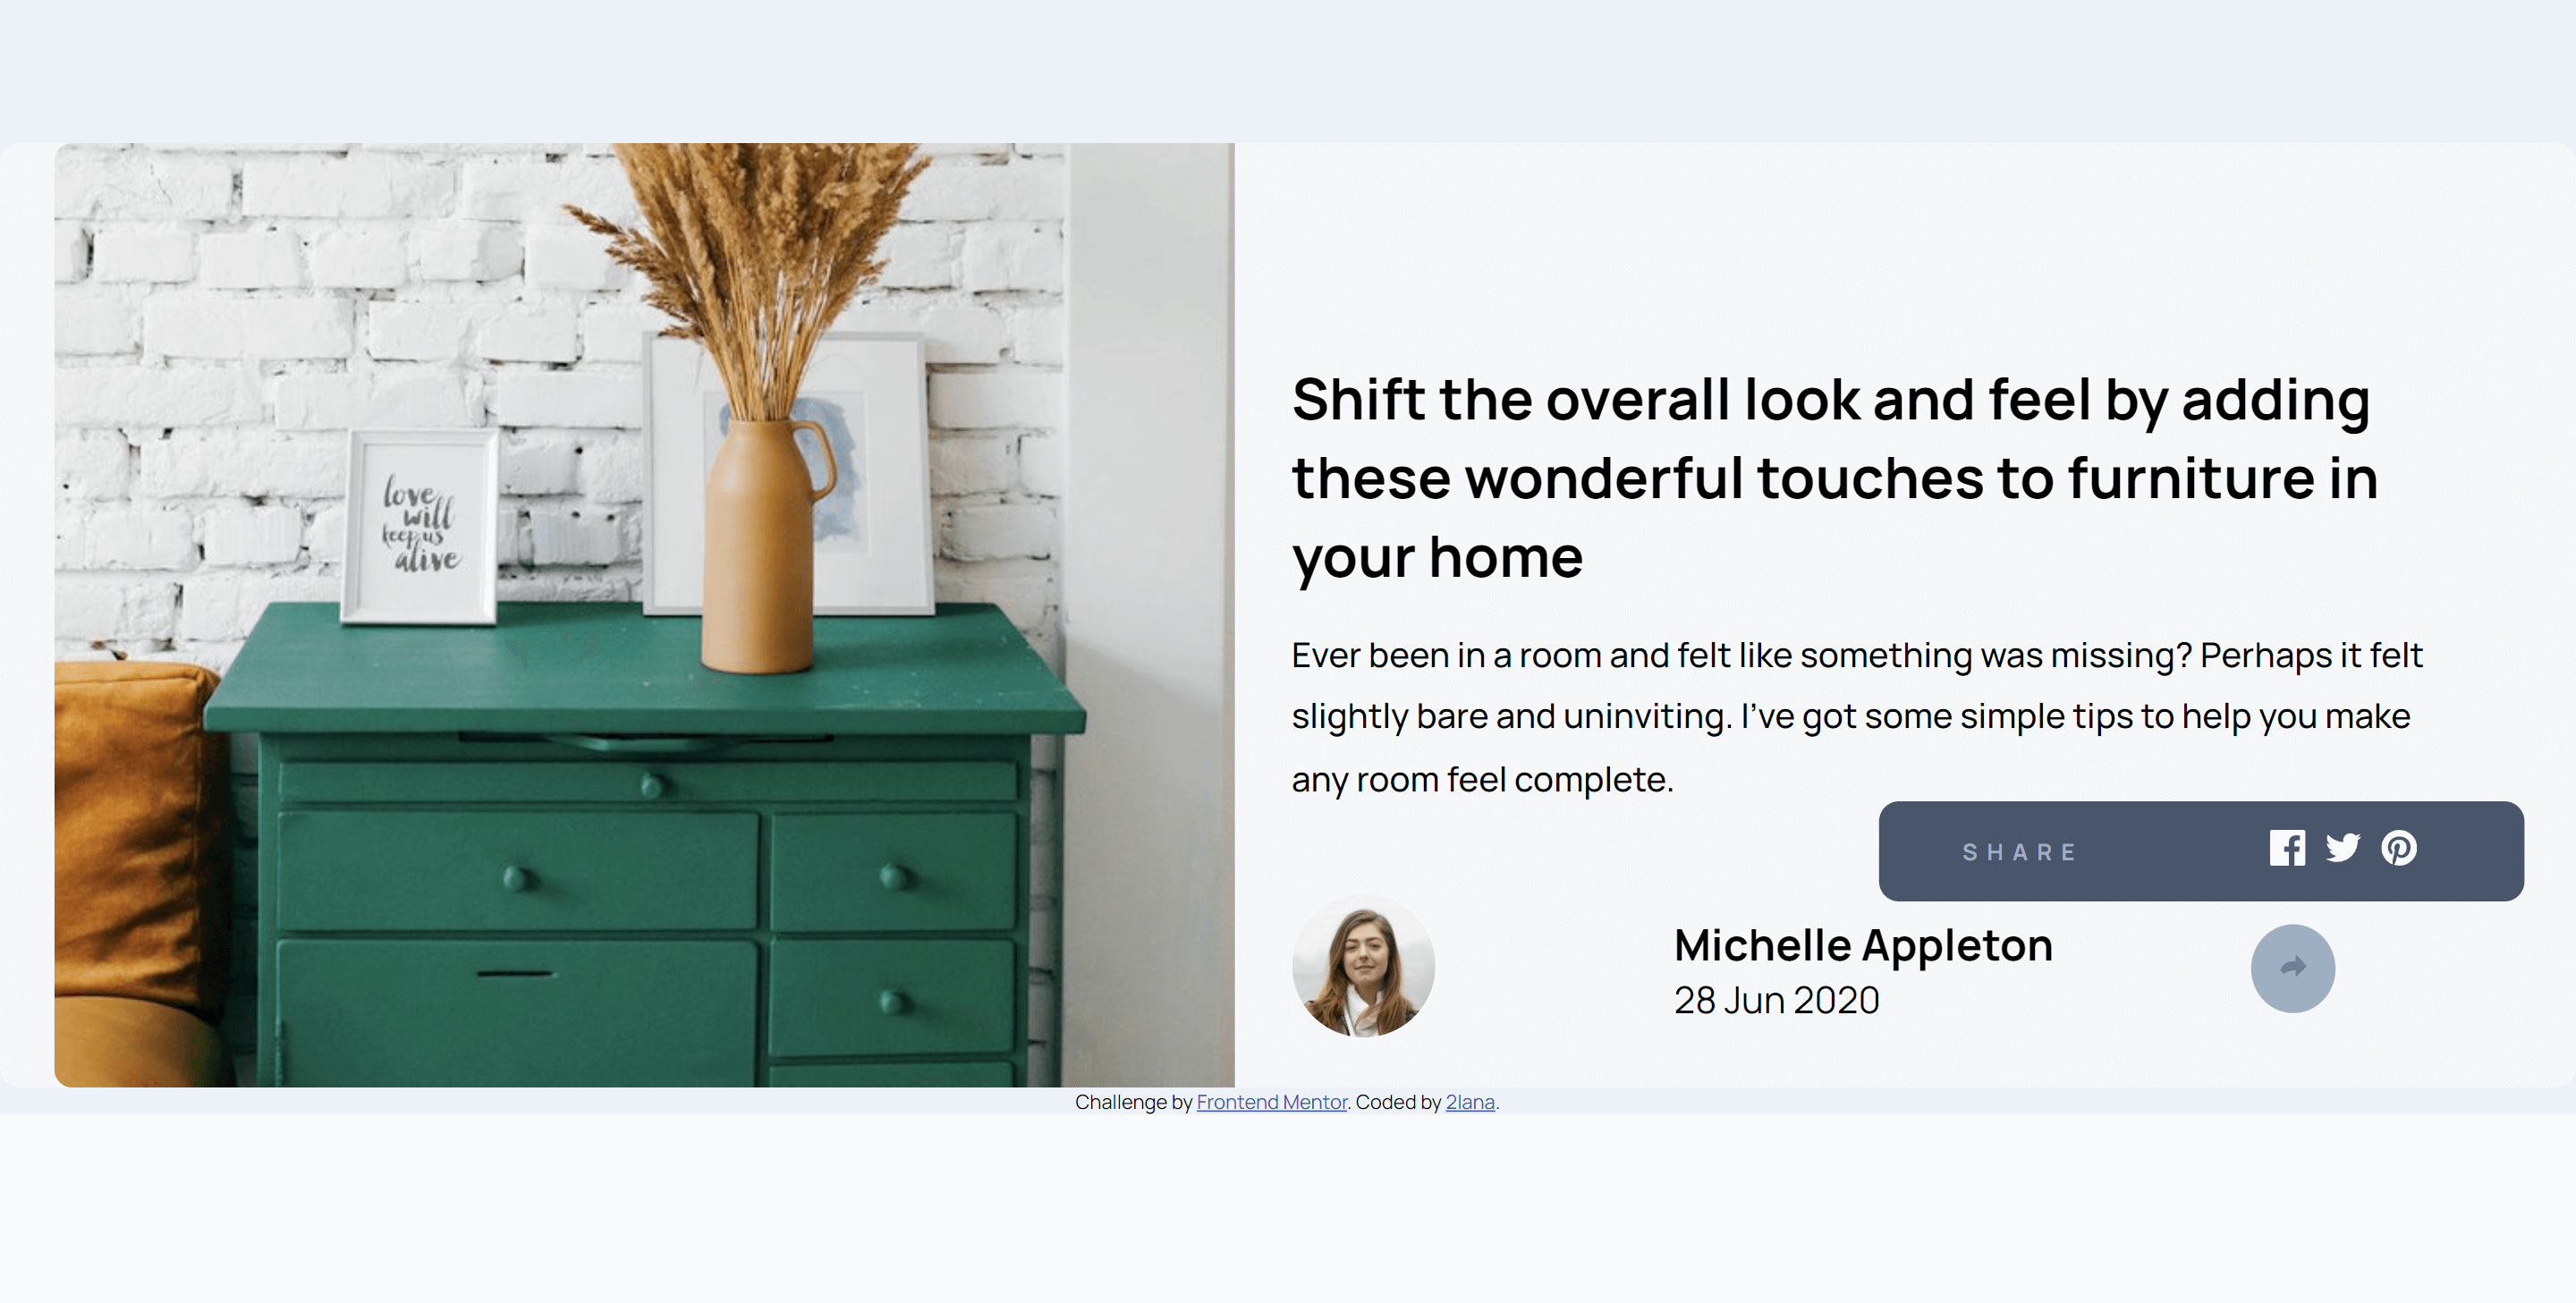 love
will
keep us
alive
Shift the overall look and feel by adding
these wonderful touches to furniture in
your home
Ever been in a room and felt like something was missing? Perhaps it felt
slightly bare and uninviting. I’ve got some simple tips to help you make
any room feel complete.
SHARE
Michelle Appleton
28 Jun 2020
Challenge by Frontend Mentor. Coded by 2lana.